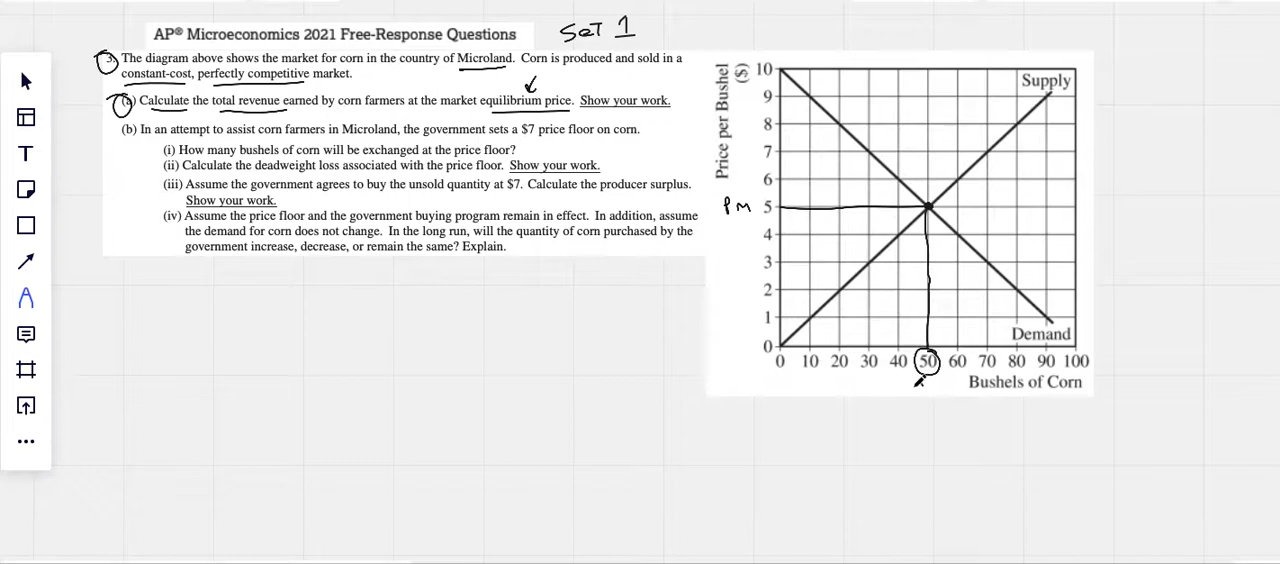 AP® Microeconomics 2021 Free-Response Questions SET 1
3. The diagram above shows the market for corn in the country of Microland. Corn is produced and sold in a
constant-cost, perfectly competitive market.
(a) Calculate the total revenue earned by corn farmers at the market equilibrium price. Show your work.
(b) In an attempt to assist corn farmers in Microland, the government sets a $7 price floor on corn.
(i) How many bushels of corn will be exchanged at the price floor?
(ii) Calculate the deadweight loss associated with the price floor. Show your work.
(iii) Assume the government agrees to buy the unsold quantity at $7. Calculate the producer surplus.
Show your work.
(iv) Assume the price floor and the government buying program remain in effect. In addition, assume
the demand for corn does not change. In the long run, will the quantity of corn purchased by the
government increase, decrease, or remain the same? Explain.
T
A
Price per Bushel
($)
10
9
8
7
6
PM 5
4
3
2
1
0
Supply
Demand
0 10 20 30 40 50 60 70 80 90 100
Bushels of Corn